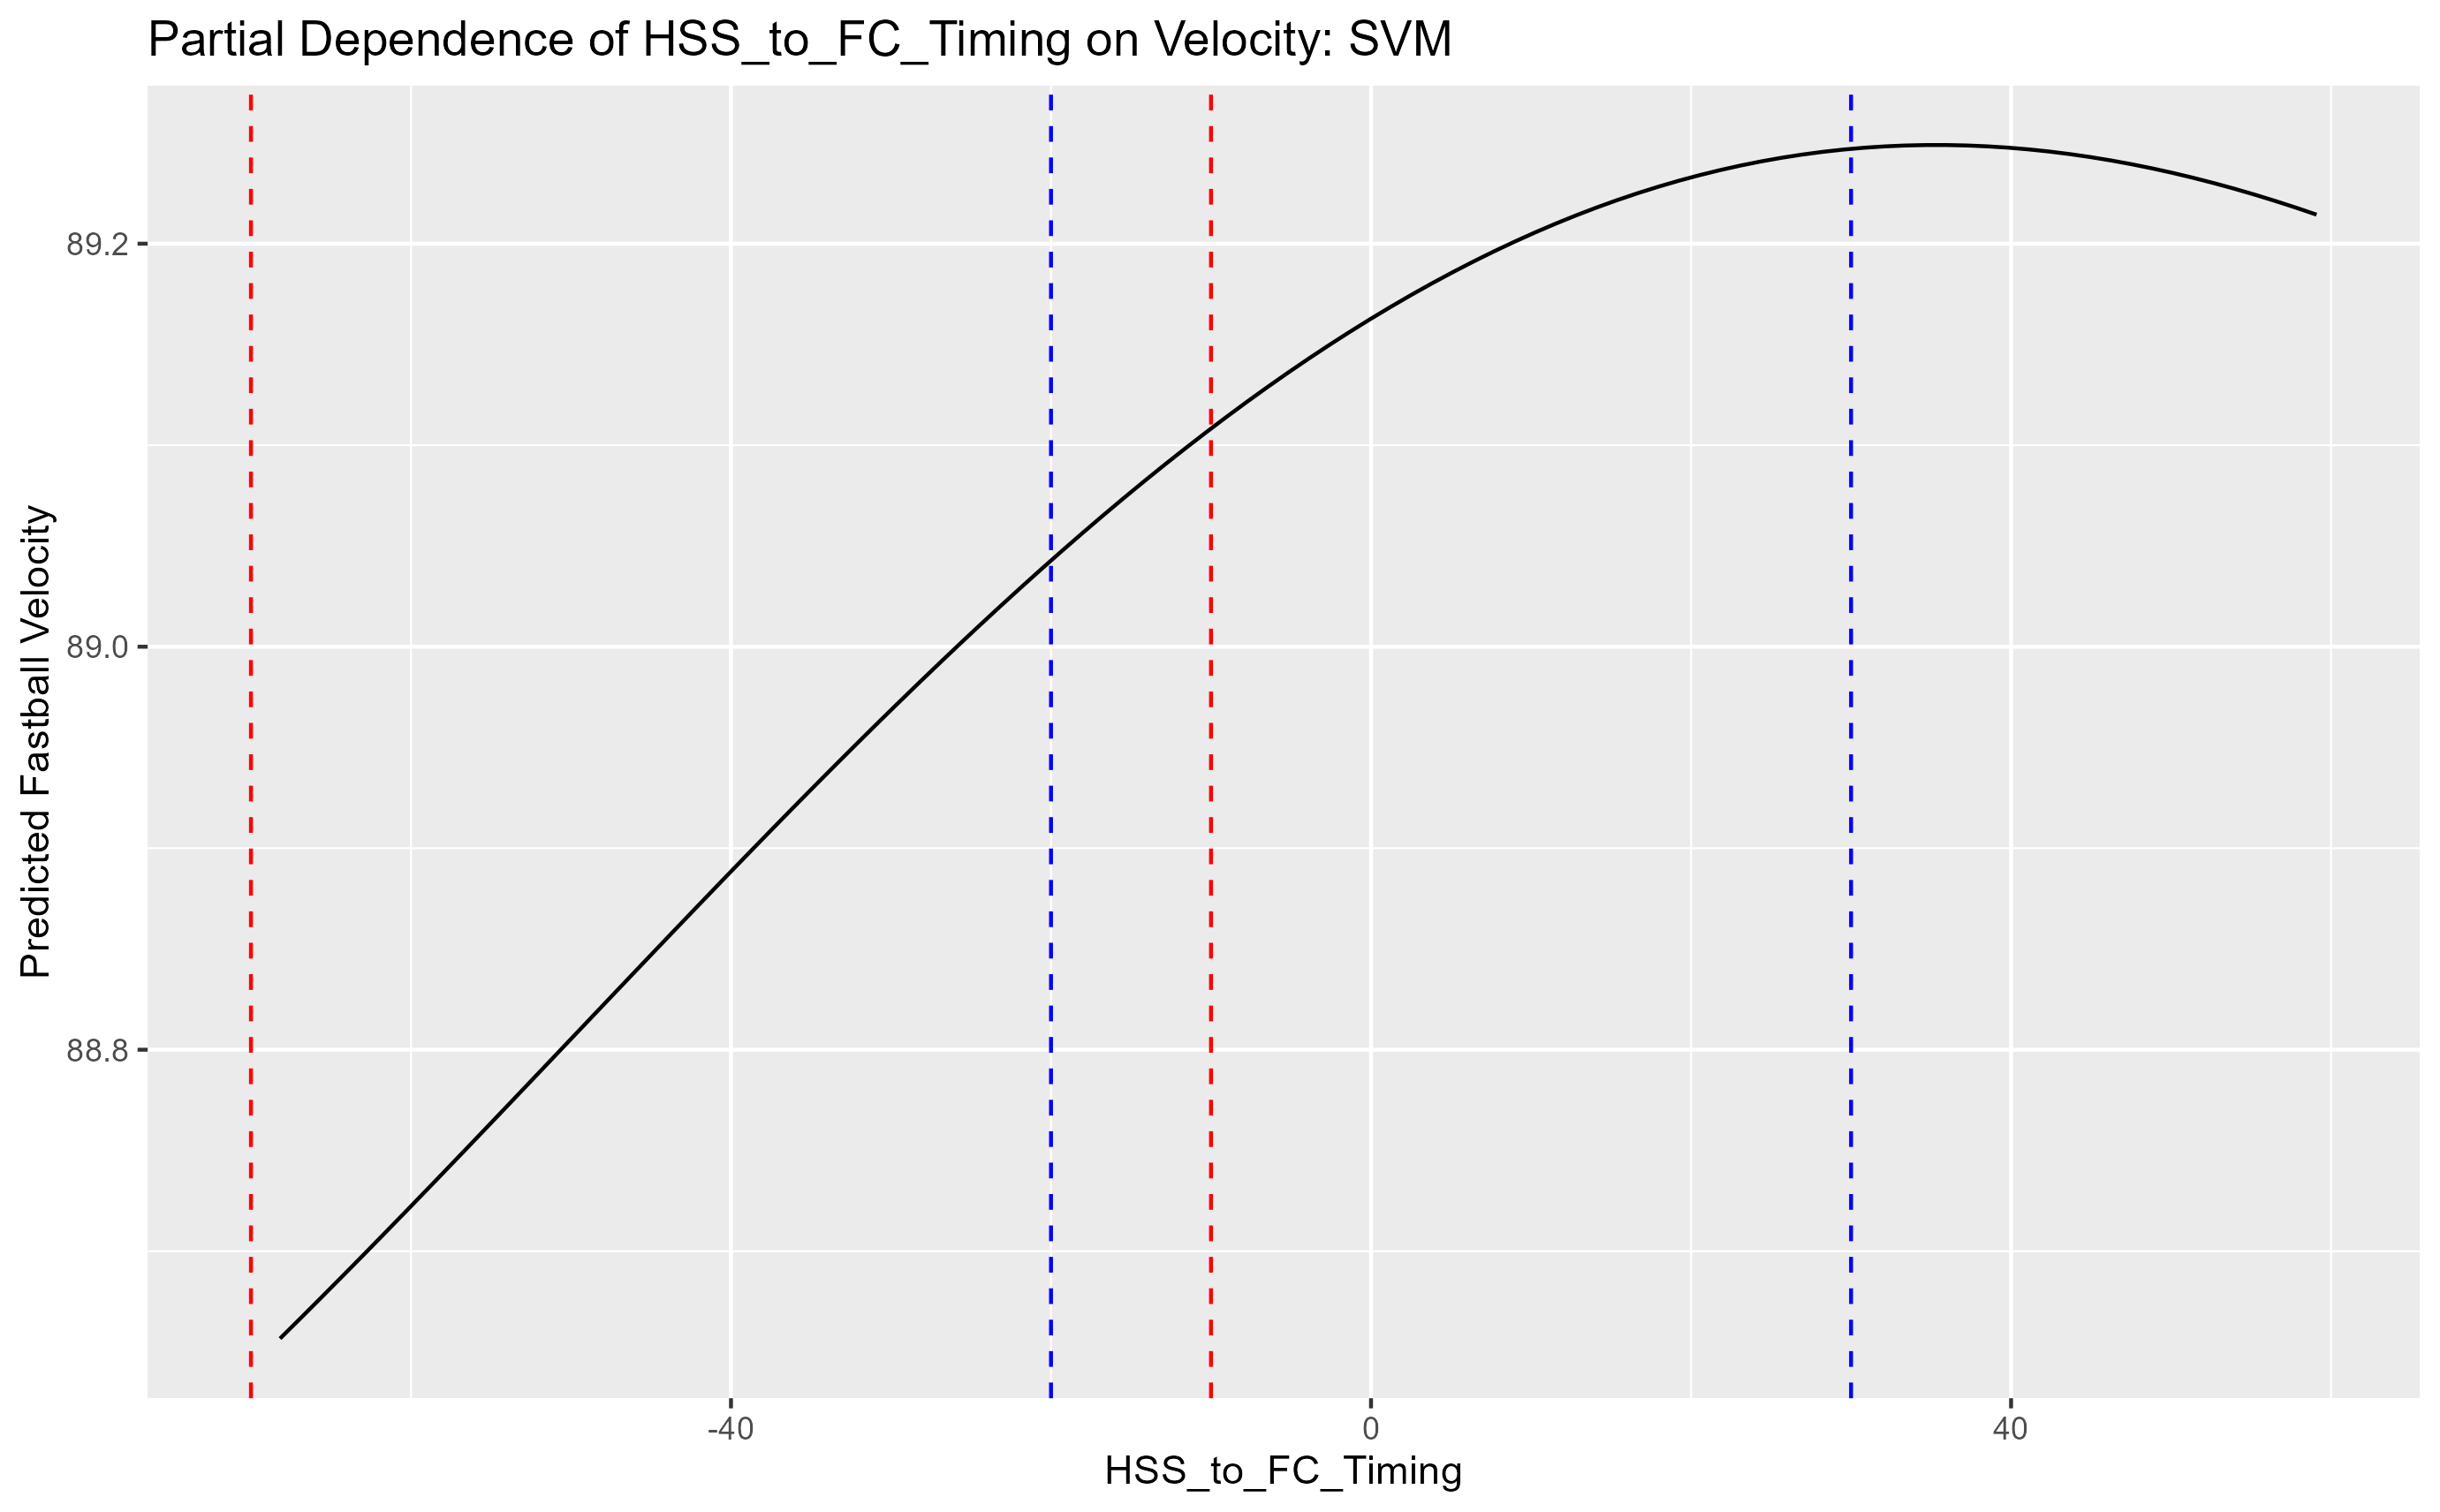 Partial Dependence of HSS_to_FC_Timing on Velocity: SVM
Predicted Fastball Velocity
89.2
89.0
88.8
-40
0
40
HSS_to_FC_Timing